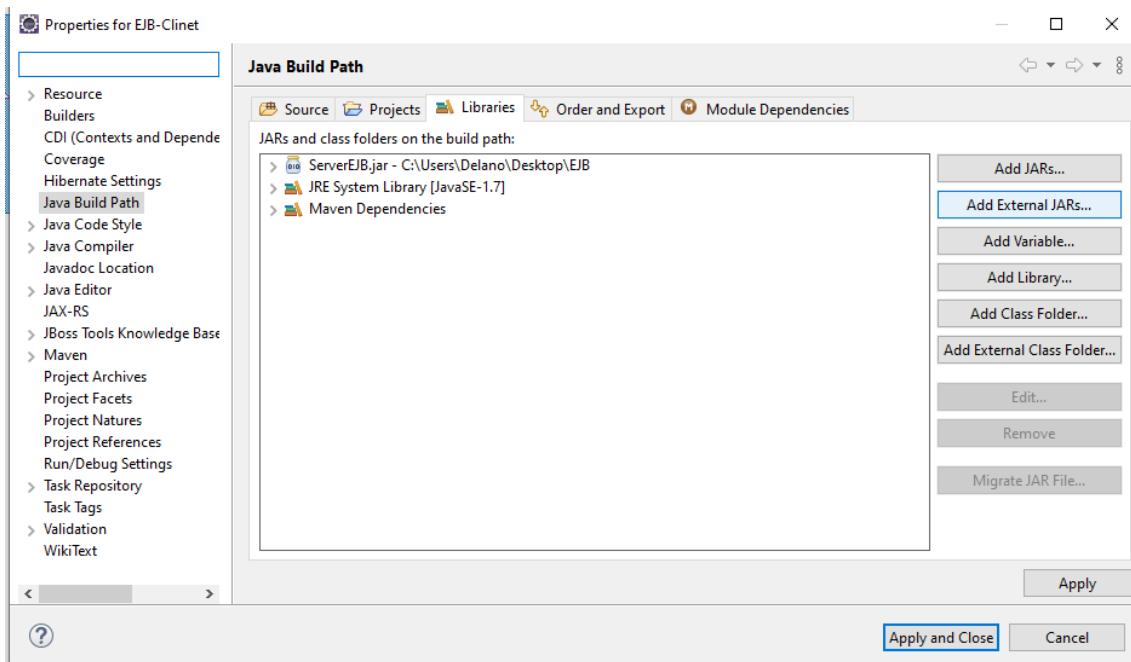 Properties for EJB-Clinet
Java Build Path
Resource
Builders
CDI (Contexts and Depende
Coverage
Hibernate Settings
Java Build Path
Java Code Style
Java Compiler
Javadoc Location
Java Editor
JAX-RS
JBoss Tools Knowledge Base
Maven
Project Archives
Project Facets
Project Natures
Project References
Run/Debug Settings
Task Repository
Task Tags
Validation
WikiText
Source Projects Libraries Order and Export Module Dependencies
JARs and class folders on the build path:
ServerEJB.jar - C:\Users\Delano\Desktop\EJB
JRE System Library [JavaSE-1.7]
Maven Dependencies
Add JARs...
Add External JARs...
Add Variable...
Add Library...
Add Class Folder...
Add External Class Folder...
Edit...
Remove
Migrate JAR File...
Apply
Apply and Close Cancel